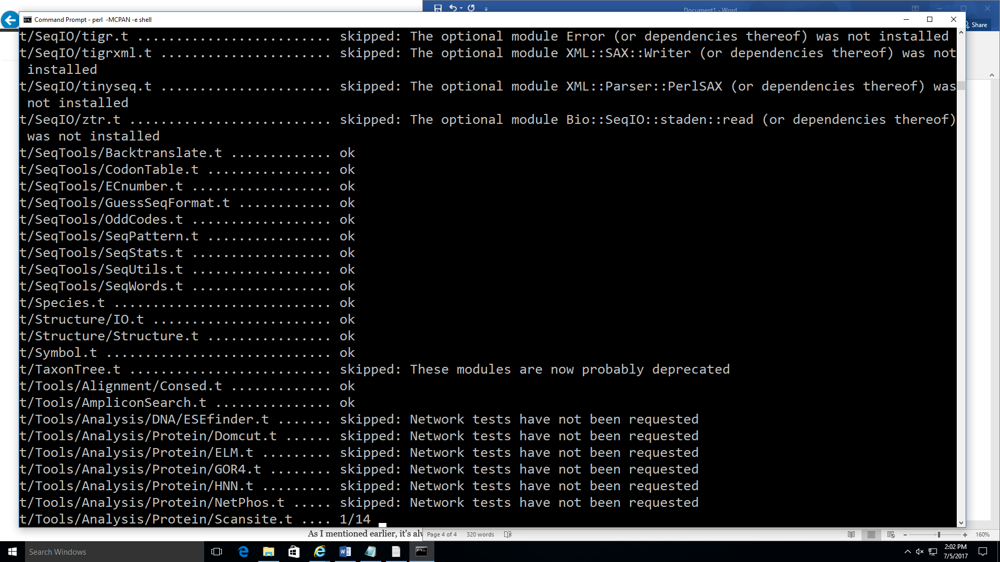 Document1 - Word
Command Prompt - perl  -MCPAN -e shell
Share
t/SeqIO/tigr.t ......................... skipped: The optional module Error (or dependencies thereof) was not installed
t/SeqIO/tigrxml.t ...................... skipped: The optional module XML::SAX::Writer (or dependencies thereof) was not
installed
t/SeqIO/tinyseq.t ...................... skipped: The optional module XML::Parser::PerlSAX (or dependencies thereof) was
not installed
t/SeqIO/ztr.t .......................... skipped: The optional module Bio::SeqIO::staden::read (or dependencies thereof)
was not installed
t/SeqTools/Backtranslate.t ............. ok
t/SeqTools/CodonTable.t ................ ok
t/SeqTools/ECnumber.t .................. ok
t/SeqTools/GuessSeqFormat.t ............ ok
t/SeqTools/OddCodes.t .................. ok
t/SeqTools/SeqPattern.t ................ ok
t/SeqTools/SeqStats.t .................. ok
t/SeqTools/SeqUtils.t .................. ok
t/SeqTools/SeqWords.t .................. ok
t/Species.t ............................ ok
t/Structure/IO.t ....................... ok
t/Structure/Structure.t ................ ok
t/Symbol.t ............................. ok
t/TaxonTree.t .......................... skipped: These modules are now probably deprecated
t/Tools/Alignment/Consed.t ............. ok
t/Tools/AmpliconSearch.t ............... ok
t/Tools/Analysis/DNA/ESEfinder.t ....... skipped: Network tests have not been requested
t/Tools/Analysis/Protein/Domcut.t ...... skipped: Network tests have not been requested
t/Tools/Analysis/Protein/ELM.t ......... skipped: Network tests have not been requested
t/Tools/Analysis/Protein/GOR4.t ........ skipped: Network tests have not been requested
t/Tools/Analysis/Protein/HNN.t ......... skipped: Network tests have not been requested
t/Tools/Analysis/Protein/NetPhos.t ..... skipped: Network tests have not been requested
t/Tools/Analysis/Protein/Scansite.t .... 1/14
As I mentioned earlier, it's
Page 4 of 4 320 words 160%
Search Windows
2:02 PM
7/5/2017